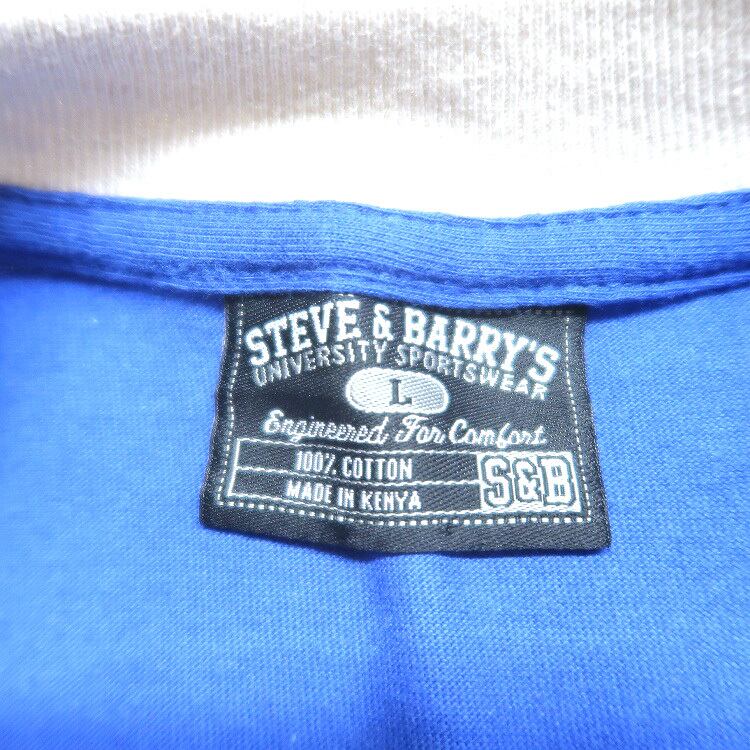 STEVE & BARRY'S
UNIVERSITY SPORTSWEAR
L
Engineered For Comfort
100% COTTON
MADE IN KENYA
S&B